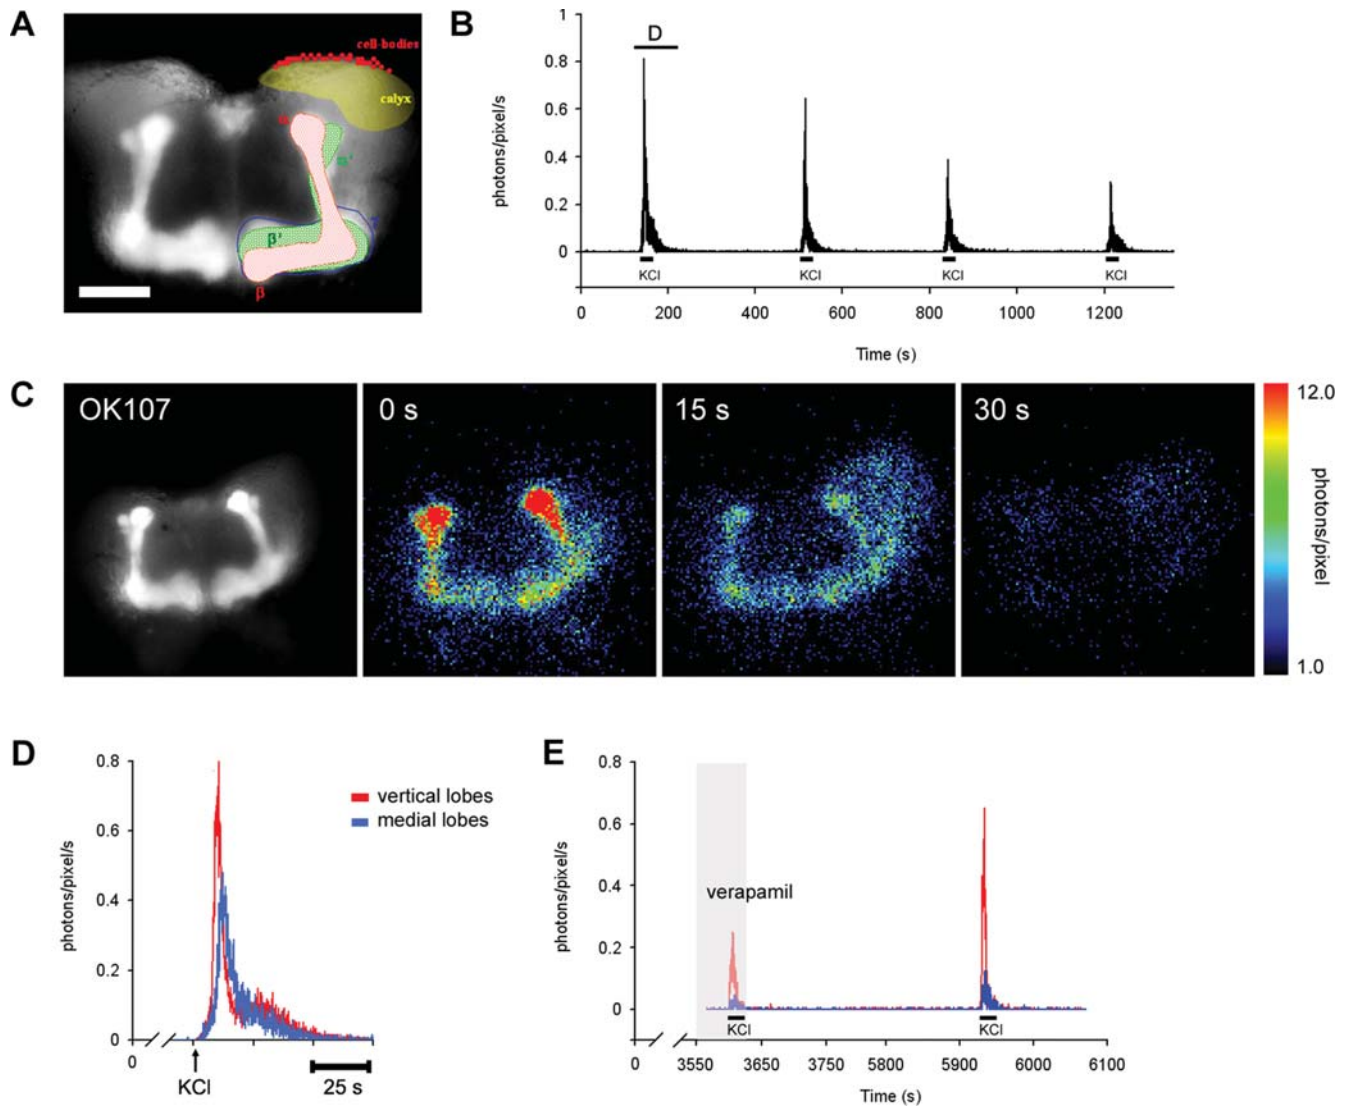 A
cell-bodies
calyx
α
α'
γ
β'
β
B
D
photons/pixel/s
1
0.8
0.6
0.4
0.2
0
KCl
KCl
KCl
KCl
0
200
400
600
800
1000
1200
Time (s)
C
OK107
0 s
15 s
30 s
12.0
photons/pixel
1.0
D
photons/pixel/s
0.8
0.6
0.4
0.2
0
0
KCl
25 s
vertical lobes
medial lobes
E
photons/pixel/s
0.8
0.6
0.4
0.2
0
verapamil
KCl
KCl
3550
3650
3750
5800
5900
6000
6100
Time (s)